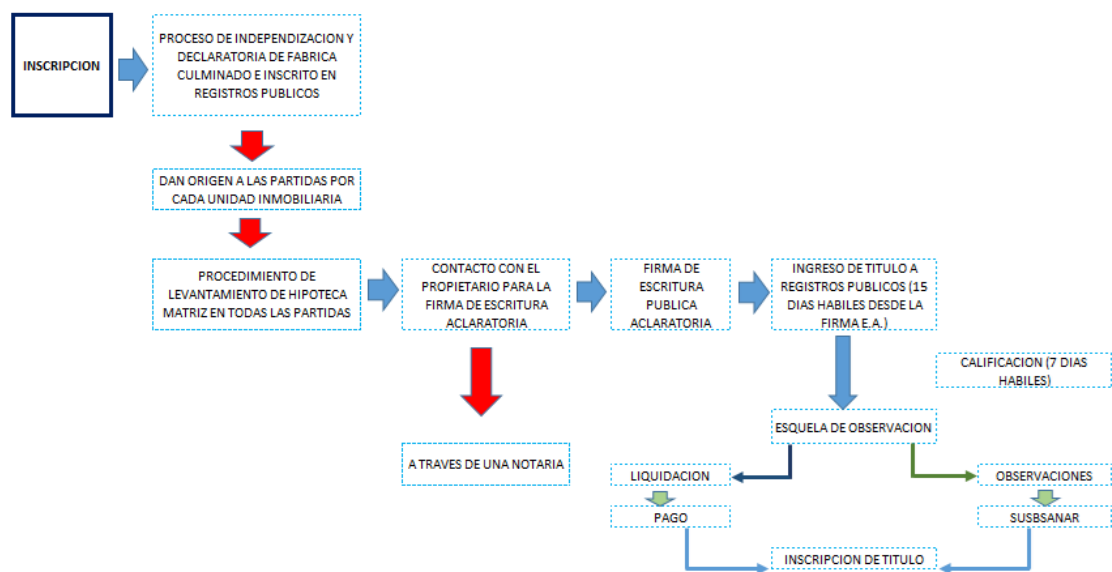 INSCRIPCION
PROCESO DE INDEPENDIZACION Y
DECLARATORIA DE FABRICA
CULMINADO E INSCRITO EN
REGISTROS PUBLICOS
DAN ORIGEN A LAS PARTIDAS POR
CADA UNIDAD INMOBILIARIA
PROCEDIMIENTO DE
LEVANTAMIENTO DE HIPOTECA
MATRIZ EN TODAS LAS PARTIDAS
CONTACTO CON EL
PROPIETARIO PARA LA
FIRMA DE ESCRITURA
ACLARATORIA
FIRMA DE
ESCRITURA
PUBLICA
ACLARATORIA
INGRESO DE TITULO A
REGISTROS PUBLICOS (15
DIAS HABILES DESDE LA
FIRMA E.A.)
CALIFICACION (7 DIAS
HABILES)
ESQUELA DE OBSERVACION
A TRAVES DE UNA NOTARIA
LIQUIDACION
OBSERVACIONES
PAGO
SUSBSANAR
INSCRIPCION DE TITULO